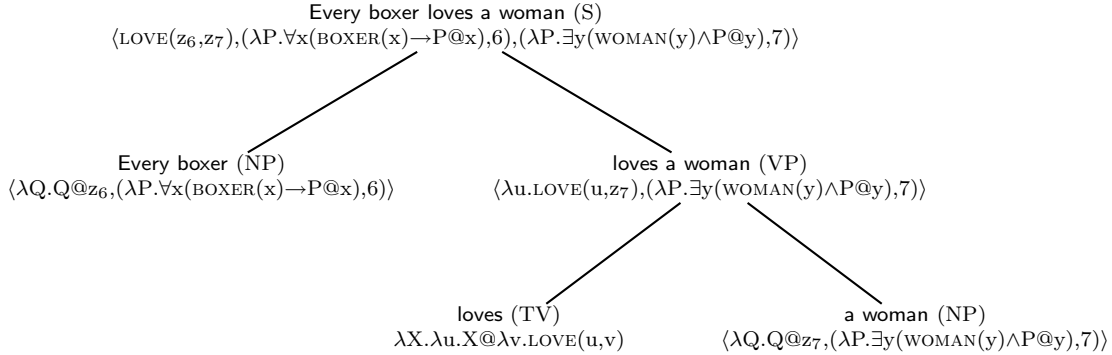 Every boxer loves a woman (S)
⟨LOVE(z₆,z₇),(λP.∀x(BOXER(x)→P@x),6),(λP.∃y(WOMAN(y)∧P@y),7)⟩
Every boxer (NP)
⟨λQ.Q@z₆,(λP.∀x(BOXER(x)→P@x),6)⟩
loves a woman (VP)
⟨λu.LOVE(u,z₇),(λP.∃y(WOMAN(y)∧P@y),7)⟩
loves (TV)
λX.λu.X@λv.LOVE(u,v)
a woman (NP)
⟨λQ.Q@z₇,(λP.∃y(WOMAN(y)∧P@y),7)⟩